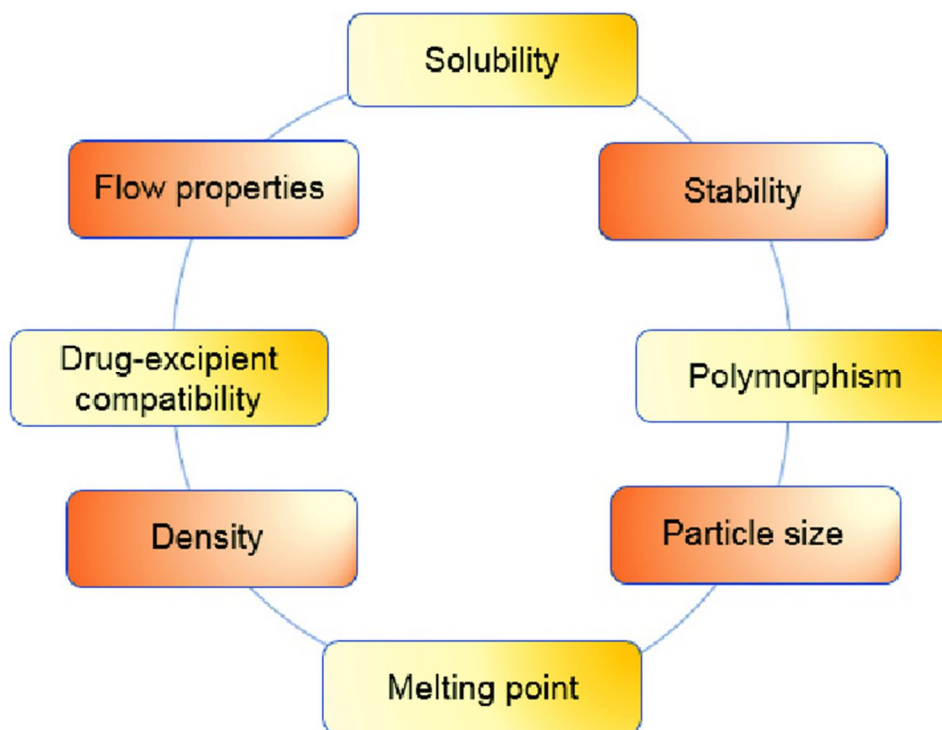 Solubility
Flow properties
Stability
Drug-excipient
compatibility
Polymorphism
Density
Particle size
Melting point